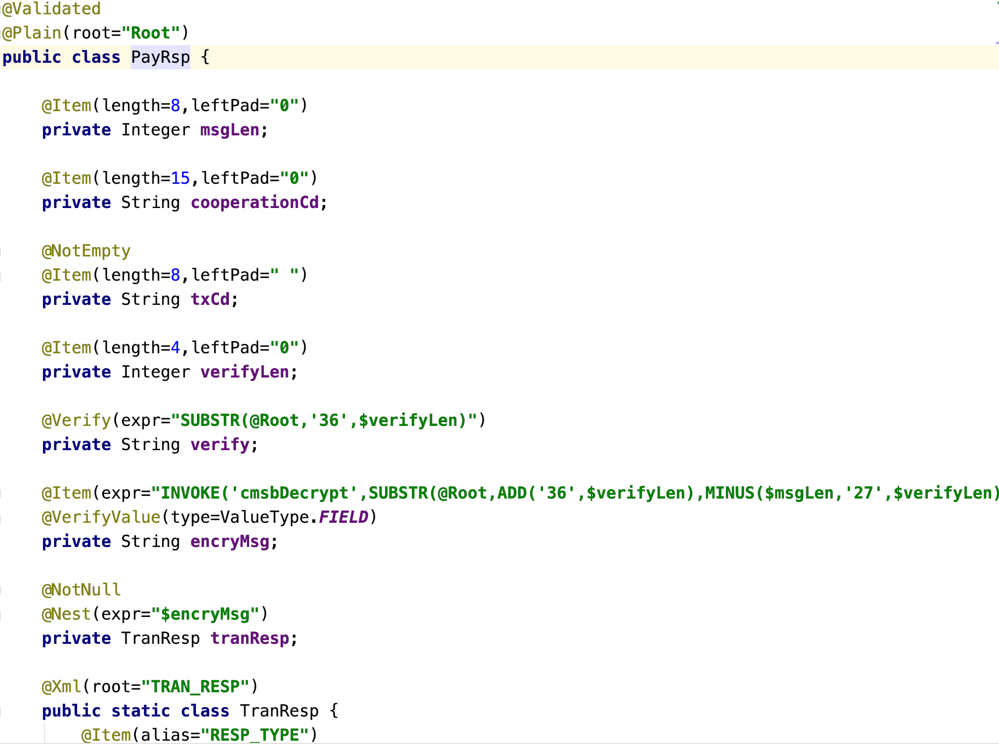 @Validated
@Plain(root="Root")
public class PayRsp {
@Item(length=8,leftPad="0")
private Integer msgLen;
@Item(length=15,leftPad="0")
private String cooperationCd;
@NotEmpty
@Item(length=8,leftPad=" ")
private String txCd;
@Item(length=4,leftPad="0")
private Integer verifyLen;
@Verify(expr="SUBSTR(@Root,'36',$verifyLen)")
private String verify;
@Item(expr="INVOKE('cmsbDecrypt',SUBSTR(@Root,ADD('36',$verifyLen),MINUS($msgLen,'27',$verifyLen)
@VerifyValue(type=ValueType.FIELD)
private String encryMsg;
@NotNull
@Nest(expr="$encryMsg")
private TranResp tranResp;
@Xml(root="TRAN_RESP")
public static class TranResp {
@Item(alias="RESP_TYPE")